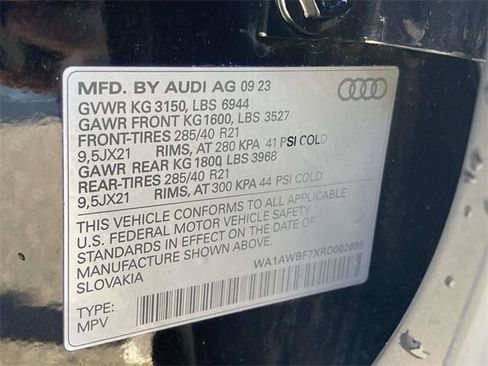 MFD. BY AUDI AG 09 23
GVWR KG 3150, LBS 6944
GAWR FRONT KG1600, LBS 3527
FRONT-TIRES 285/40 R21
9,5JX21 RIMS, AT 280 KPA 41 PSI COLD
GAWR REAR KG 1800, LBS 3968
REAR-TIRES 285/40 R21
9,5JX21 RIMS, AT 300 KPA 44 PSI COLD
THIS VEHICLE CONFORMS TO ALL APPLICABLE
U.S. FEDERAL MOTOR VEHICLE SAFETY
STANDARDS IN EFFECT ON THE DATE OF
MANUFACTURE SHOWN ABOVE.
SLOVAKIA
WA1AWBF7XRD002685
TYPE:
MPV